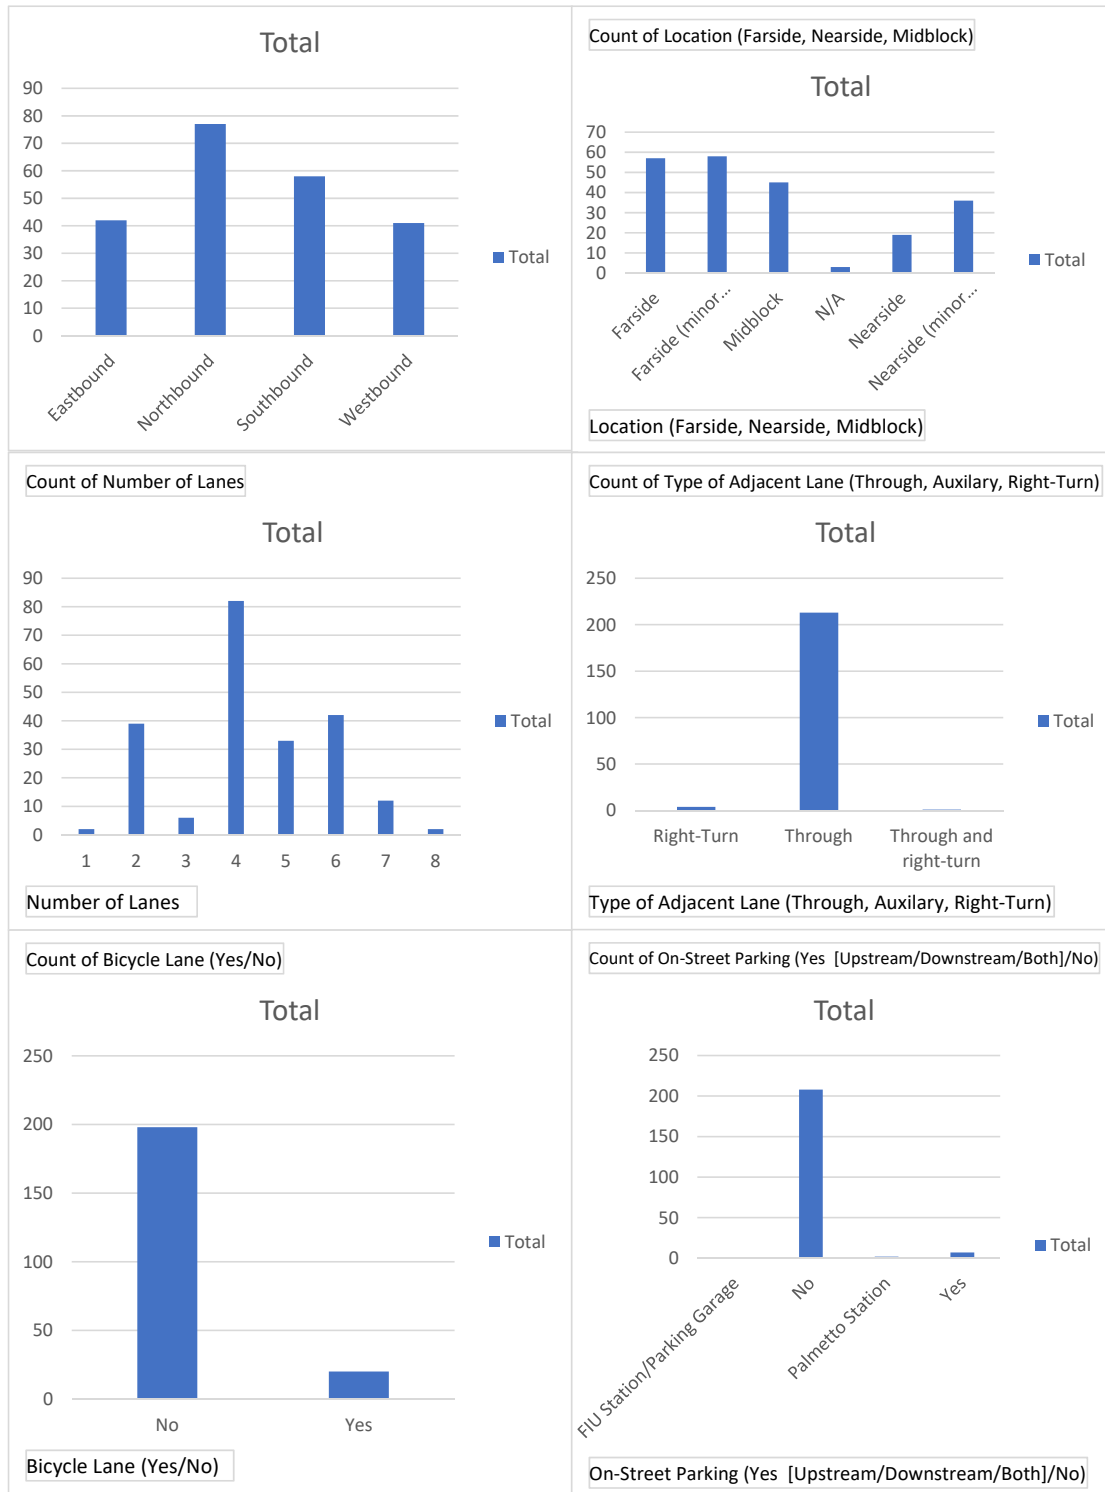 Total
90
80
70
60
50
40
30
20
10
0
Eastbound
Northbound
Southbound
Westbound
Total
Count of Location (Farside, Nearside, Midblock)
Total
70
60
50
40
30
20
10
0
Farside
Farside (minor...
Midblock
N/A
Nearside
Nearside (minor...
Total
Location (Farside, Nearside, Midblock)
Count of Number of Lanes
Total
90
80
70
60
50
40
30
20
10
0
1 2 3 4 5 6 7 8
Total
Number of Lanes
Count of Type of Adjacent Lane (Through, Auxilary, Right-Turn)
Total
250
200
150
100
50
0
Right-Turn Through Through and
right-turn
Total
Type of Adjacent Lane (Through, Auxilary, Right-Turn)
Count of Bicycle Lane (Yes/No)
Total
250
200
150
100
50
0
No Yes
Total
Bicycle Lane (Yes/No)
Count of On-Street Parking (Yes [Upstream/Downstream/Both]/No)
Total
250
200
150
100
50
0
FIU Station/Parking Garage
No
Palmetto Station
Yes
Total
On-Street Parking (Yes [Upstream/Downstream/Both]/No)